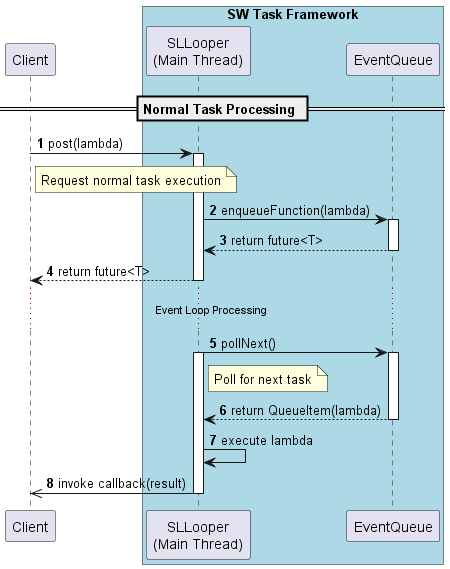 SW Task Framework
Client
SLLooper
(Main Thread)
EventQueue
Normal Task Processing
1 post(lambda)
Request normal task execution
2 enqueueFunction(lambda)
3 return future<T>
4 return future<T>
Event Loop Processing
5 pollNext()
Poll for next task
6 return QueueItem(lambda)
7 execute lambda
8 invoke callback(result)
Client
SLLooper
(Main Thread)
EventQueue